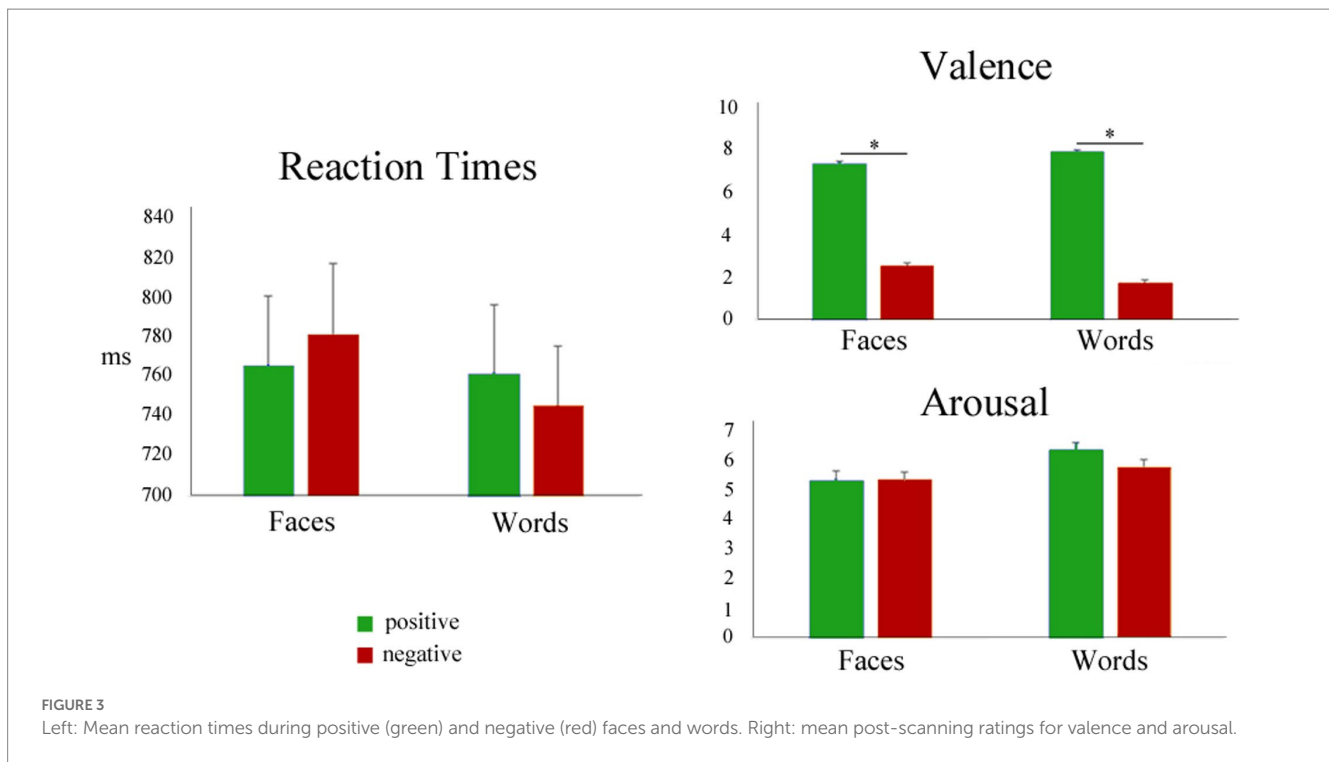 Reaction Times
840
820
800
780
ms
760
740
720
700
Faces Words
positive
negative
Valence
10
8
6
4
2
0
*
*
Faces Words
Arousal
7
6
5
4
3
2
1
0
Faces Words
FIGURE 3
Left: Mean reaction times during positive (green) and negative (red) faces and words. Right: mean post-scanning ratings for valence and arousal.